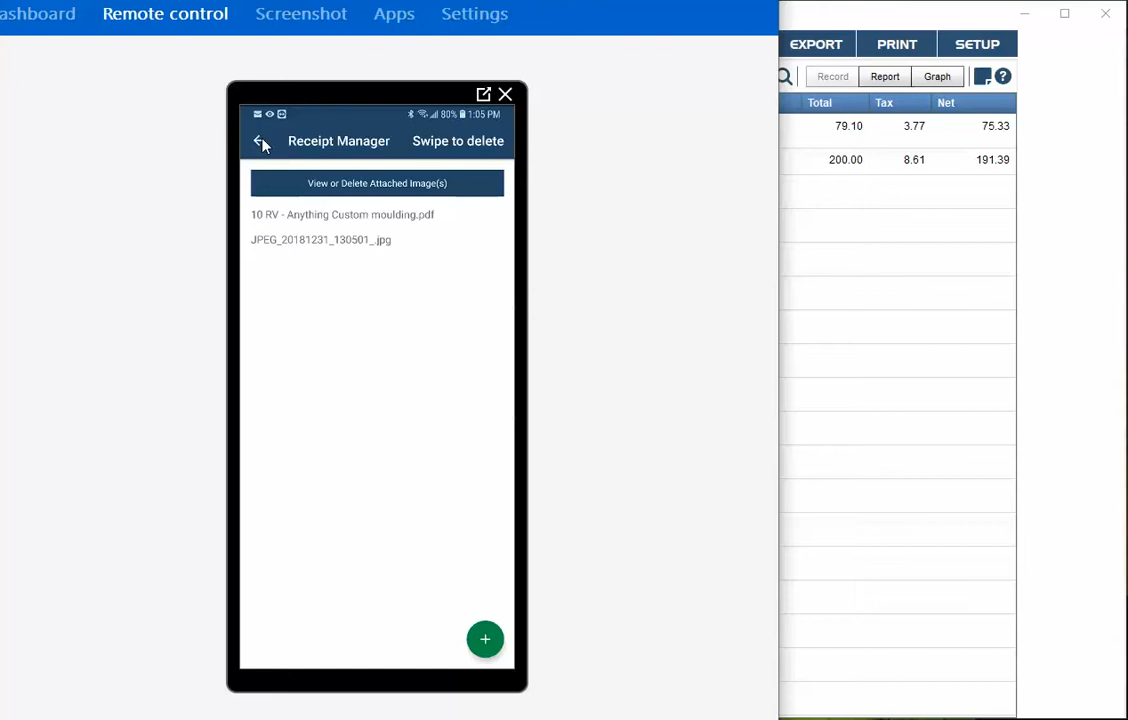 ashboard Remote control Screenshot Apps Settings
EXPORT PRINT SETUP
Record Report Graph ?
Total Tax Net
79.10 3.77 75.33
200.00 8.61 191.39
80% 1:05 PM
Receipt Manager Swipe to delete
View or Delete Attached Image(s)
10 RV - Anything Custom moulding.pdf
JPEG_20181231_130501_.jpg
+